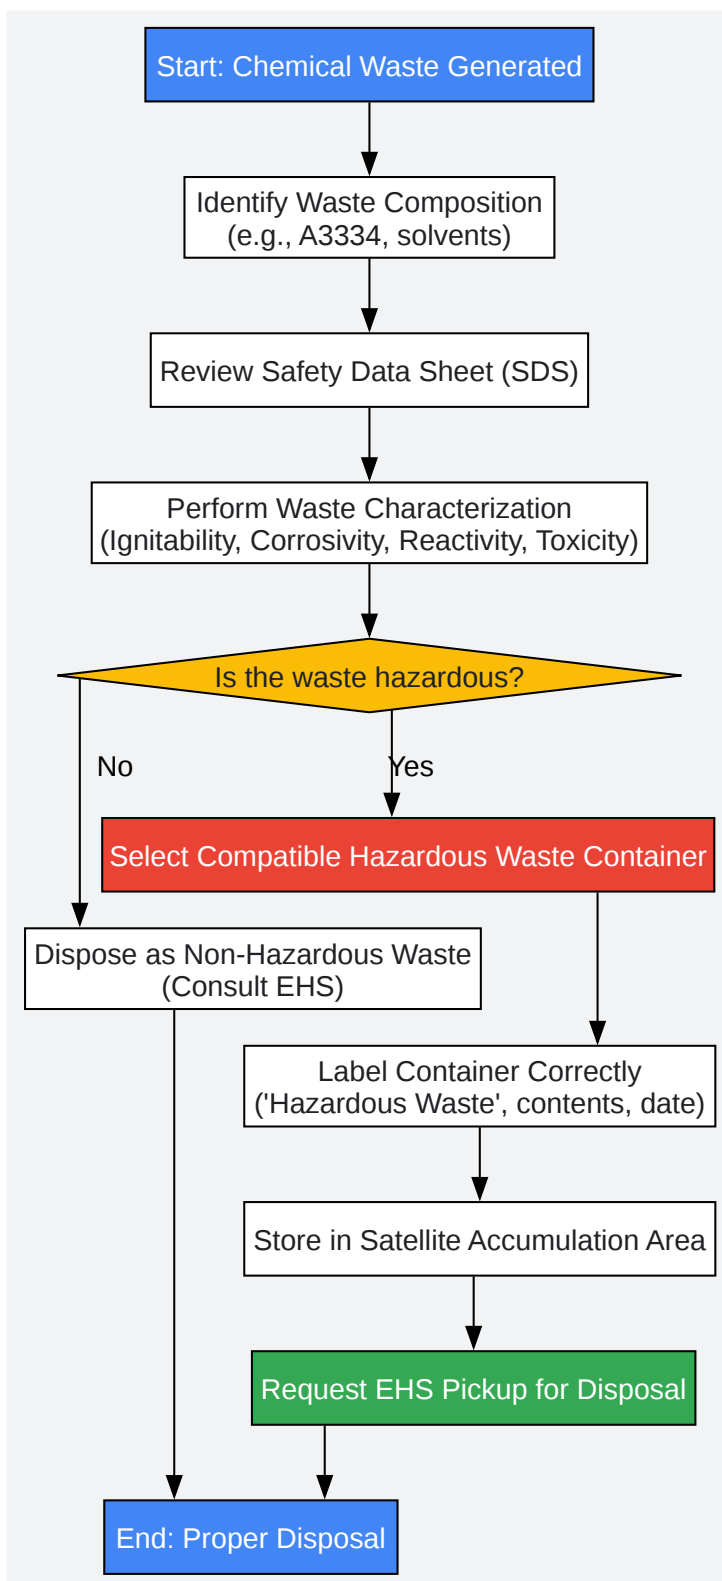 Start: Chemical Waste Generated
Identify Waste Composition
(e.g., A3334, solvents)
Review Safety Data Sheet (SDS)
Perform Waste Characterization
(Ignitability, Corrosivity, Reactivity, Toxicity)
Is the waste hazardous?
No
Yes
Select Compatible Hazardous Waste Container
Dispose as Non-Hazardous Waste
(Consult EHS)
Label Container Correctly
('Hazardous Waste', contents, date)
Store in Satellite Accumulation Area
Request EHS Pickup for Disposal
End: Proper Disposal